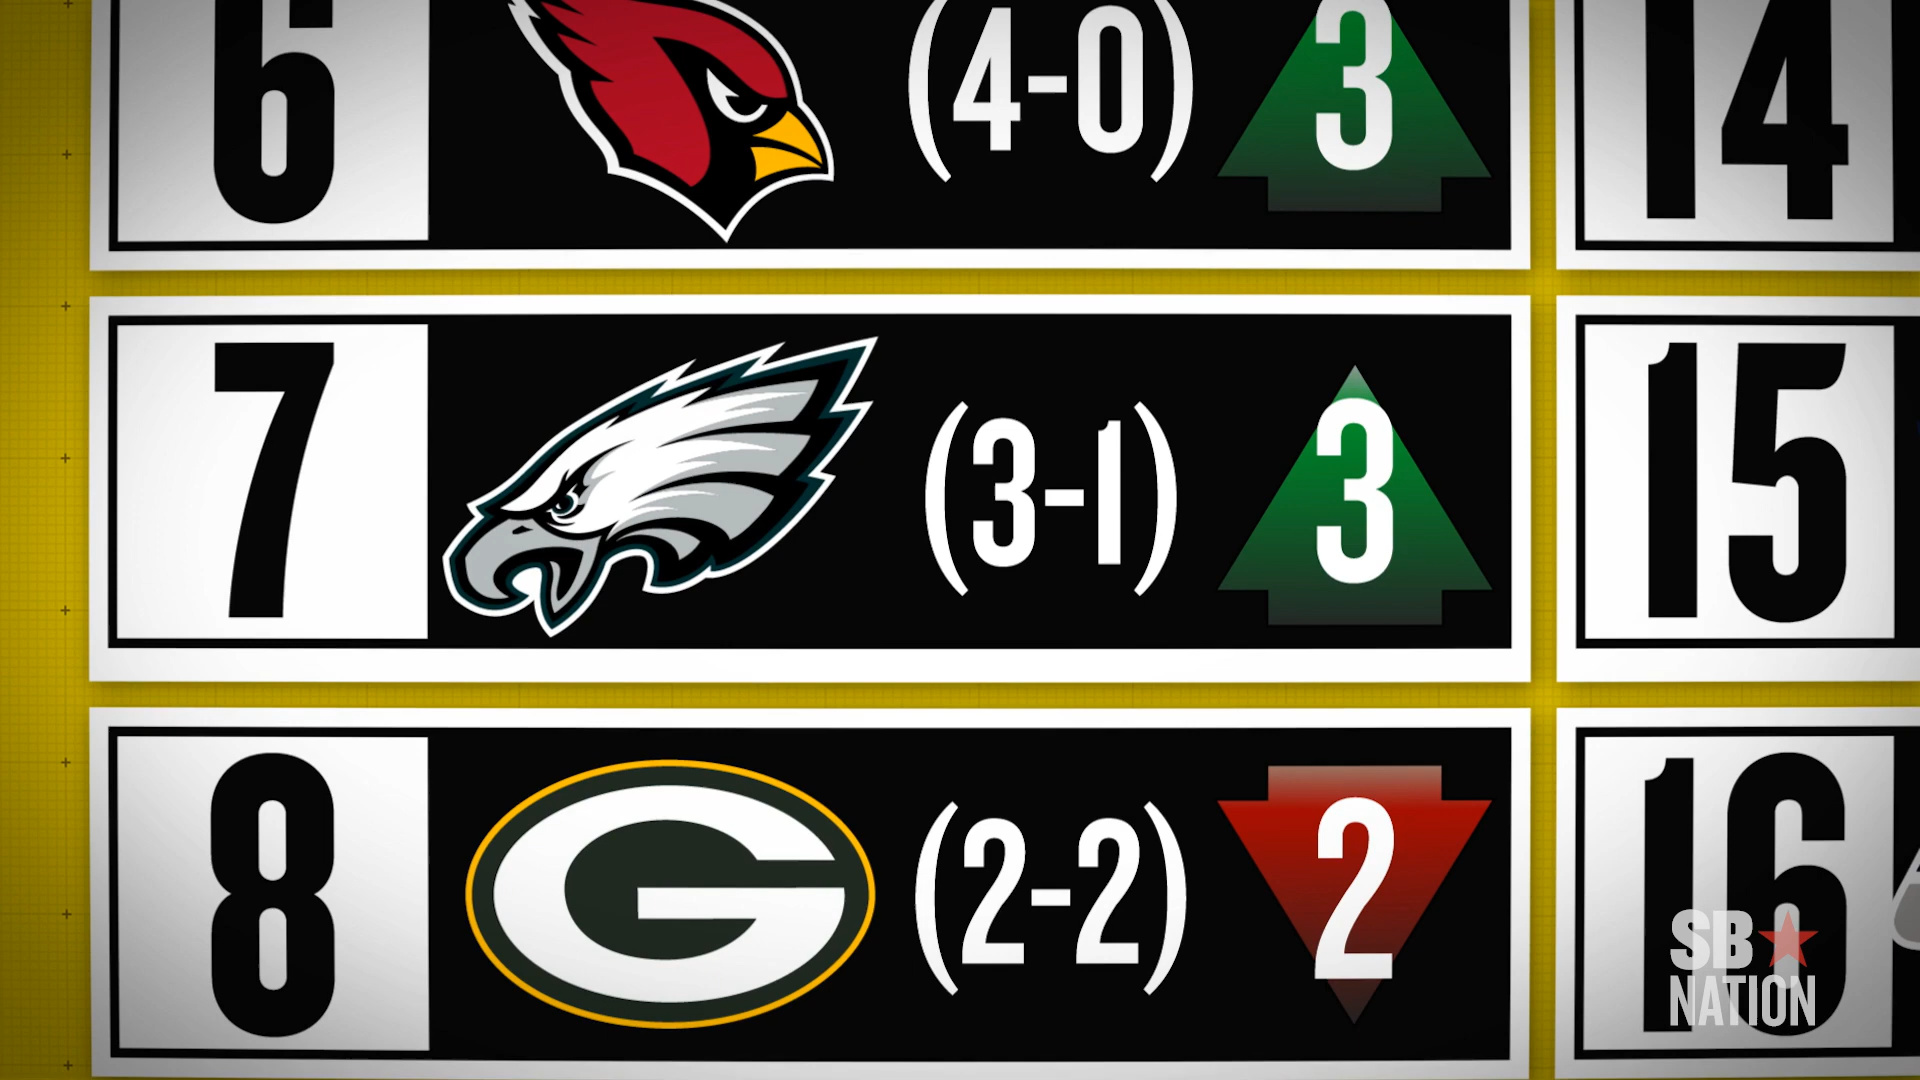 6 (4-0) 3 14
7 (3-1) 3 15
8 G (2-2) 2 16
SB
NATION